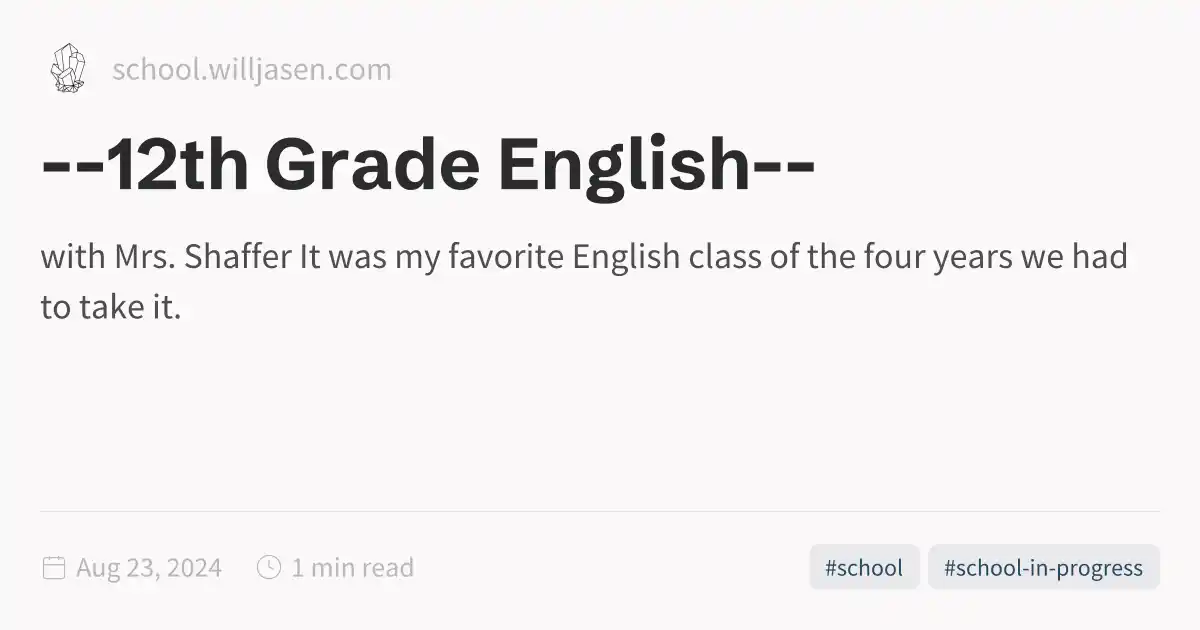 school.willjasen.com
--12th Grade English--
with Mrs. Shaffer It was my favorite English class of the four years we had
to take it.
Aug 23, 2024 1 min read #school #school-in-progress